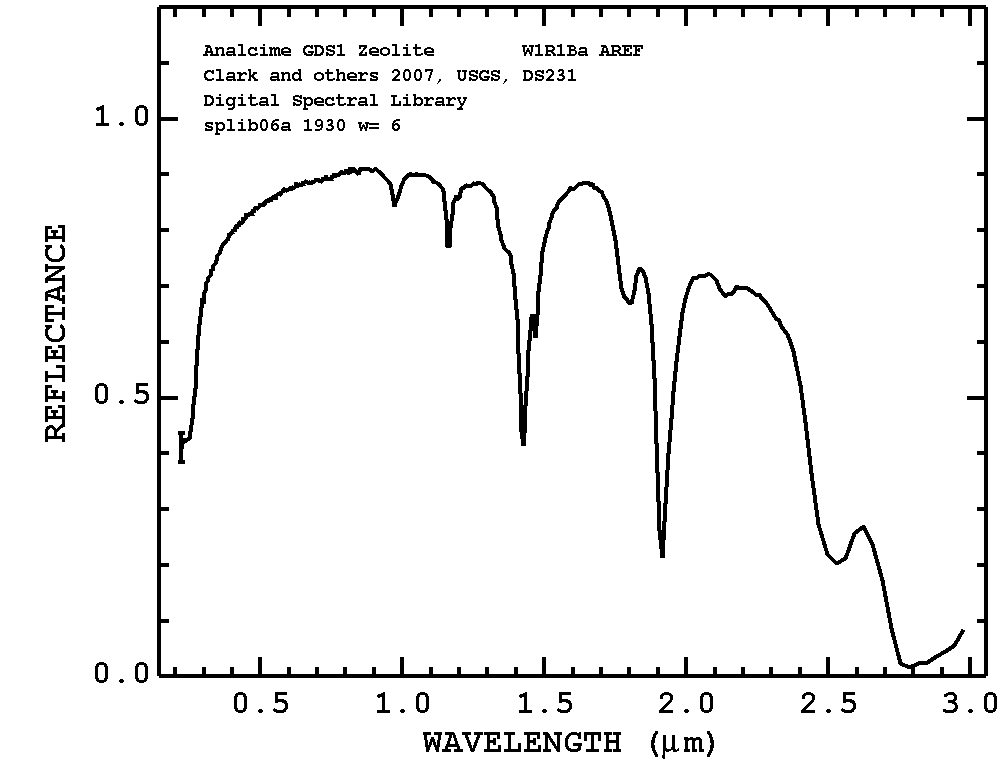 Analcime GDS1 Zeolite W1R1Ba AREF
Clark and others 2007, USGS, DS231
Digital Spectral Library
splib06a 1930 w= 6
1.0
0.5
0.0
REFLECTANCE
0.5 1.0 1.5 2.0 2.5 3.0
WAVELENGTH (μm)